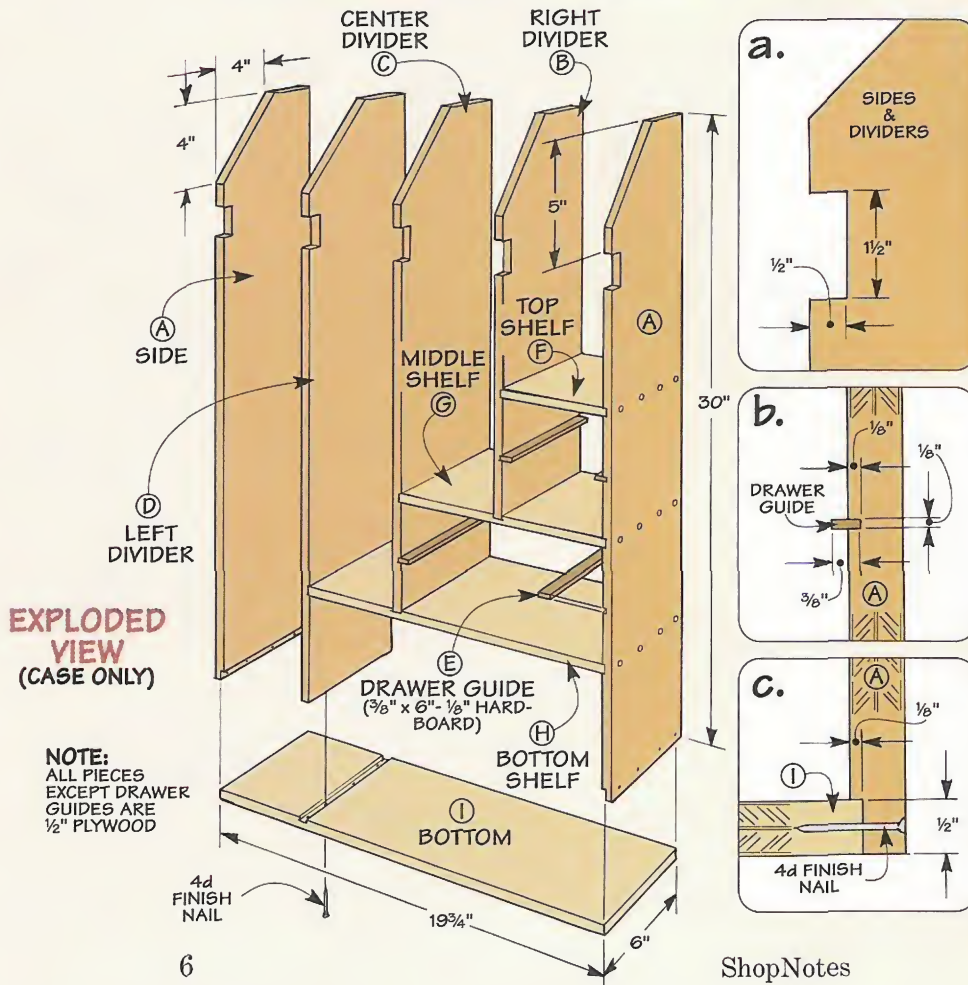 CENTER
DIVIDER
Ⓒ
RIGHT
DIVIDER
Ⓑ
4"
4"
5"
Ⓐ
SIDE
TOP
SHELF
Ⓕ
MIDDLE
SHELF
Ⓖ
Ⓐ
30"
Ⓓ
LEFT
DIVIDER
EXPLODED
VIEW
(CASE ONLY)
Ⓔ
DRAWER GUIDE
(3/8" x 6" - 1/8" HARD-
BOARD)
Ⓗ
BOTTOM
SHELF
NOTE:
ALL PIECES
EXCEPT DRAWER
GUIDES ARE
1/2" PLYWOOD
Ⓘ
BOTTOM
4d
FINISH
NAIL
19 3/4"
6"
a.
SIDES
&
DIVIDERS
1 1/2"
1/2"
b.
1/8"
1/8"
DRAWER
GUIDE
3/8"
Ⓐ
c.
Ⓐ
1/8"
Ⓘ
1/2"
4d FINISH
NAIL
6
ShopNotes